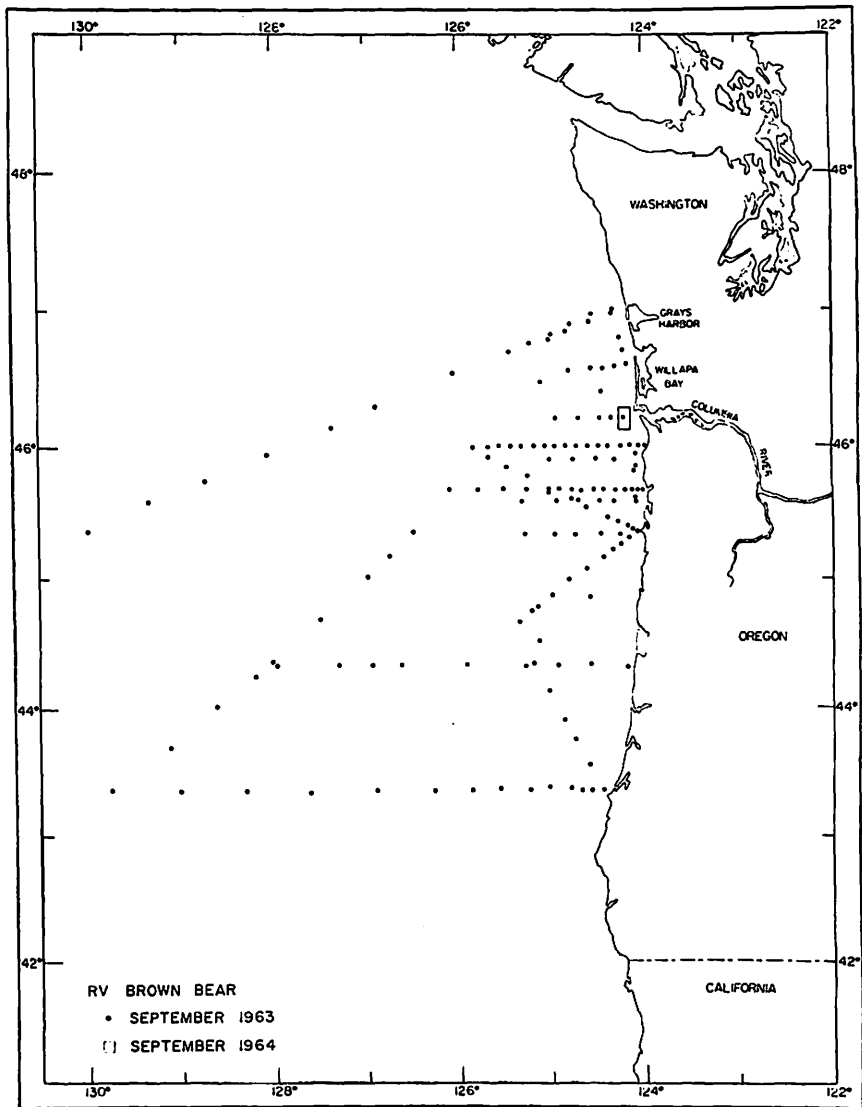 130° 126° 126° 124° 122°
48° 48°
WASHINGTON
GRAYS
HARBOR
WILLAPA
BAY
COLUMBIA
RIVER
46° 46°
OREGON
44° 44°
42° 42°
CALIFORNIA
RV BROWN BEAR
SEPTEMBER 1963
SEPTEMBER 1964
130° 128° 126° 124° 122°